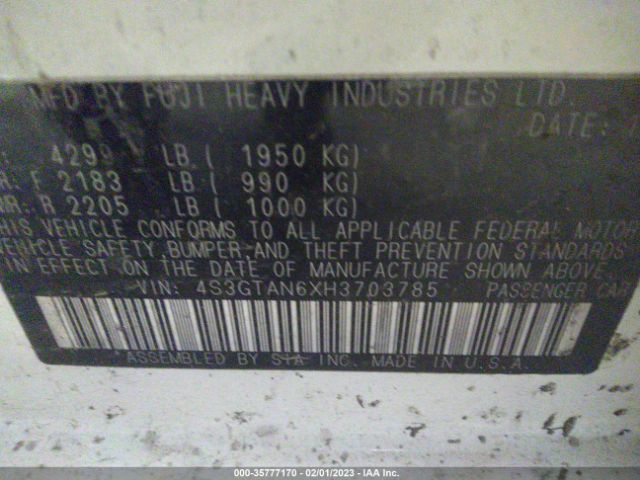 MFD BY FUJI HEAVY INDUSTRIES LTD.
DATE:
4299 LB ( 1950 KG)
F 2183 LB ( 990 KG)
R 2205 LB ( 1000 KG)
THIS VEHICLE CONFORMS TO ALL APPLICABLE FEDERAL MOTOR
VEHICLE SAFETY,BUMPER,AND THEFT PREVENTION STANDARDS
IN EFFECT ON THE DATE OF MANUFACTURE SHOWN ABOVE.
VIN: 4S3GTAN6XH3703785 PASSENGER CAR
ASSEMBLED BY SIA INC. MADE IN U.S.A.
000-35777170 - 02/01/2023 - IAA Inc.